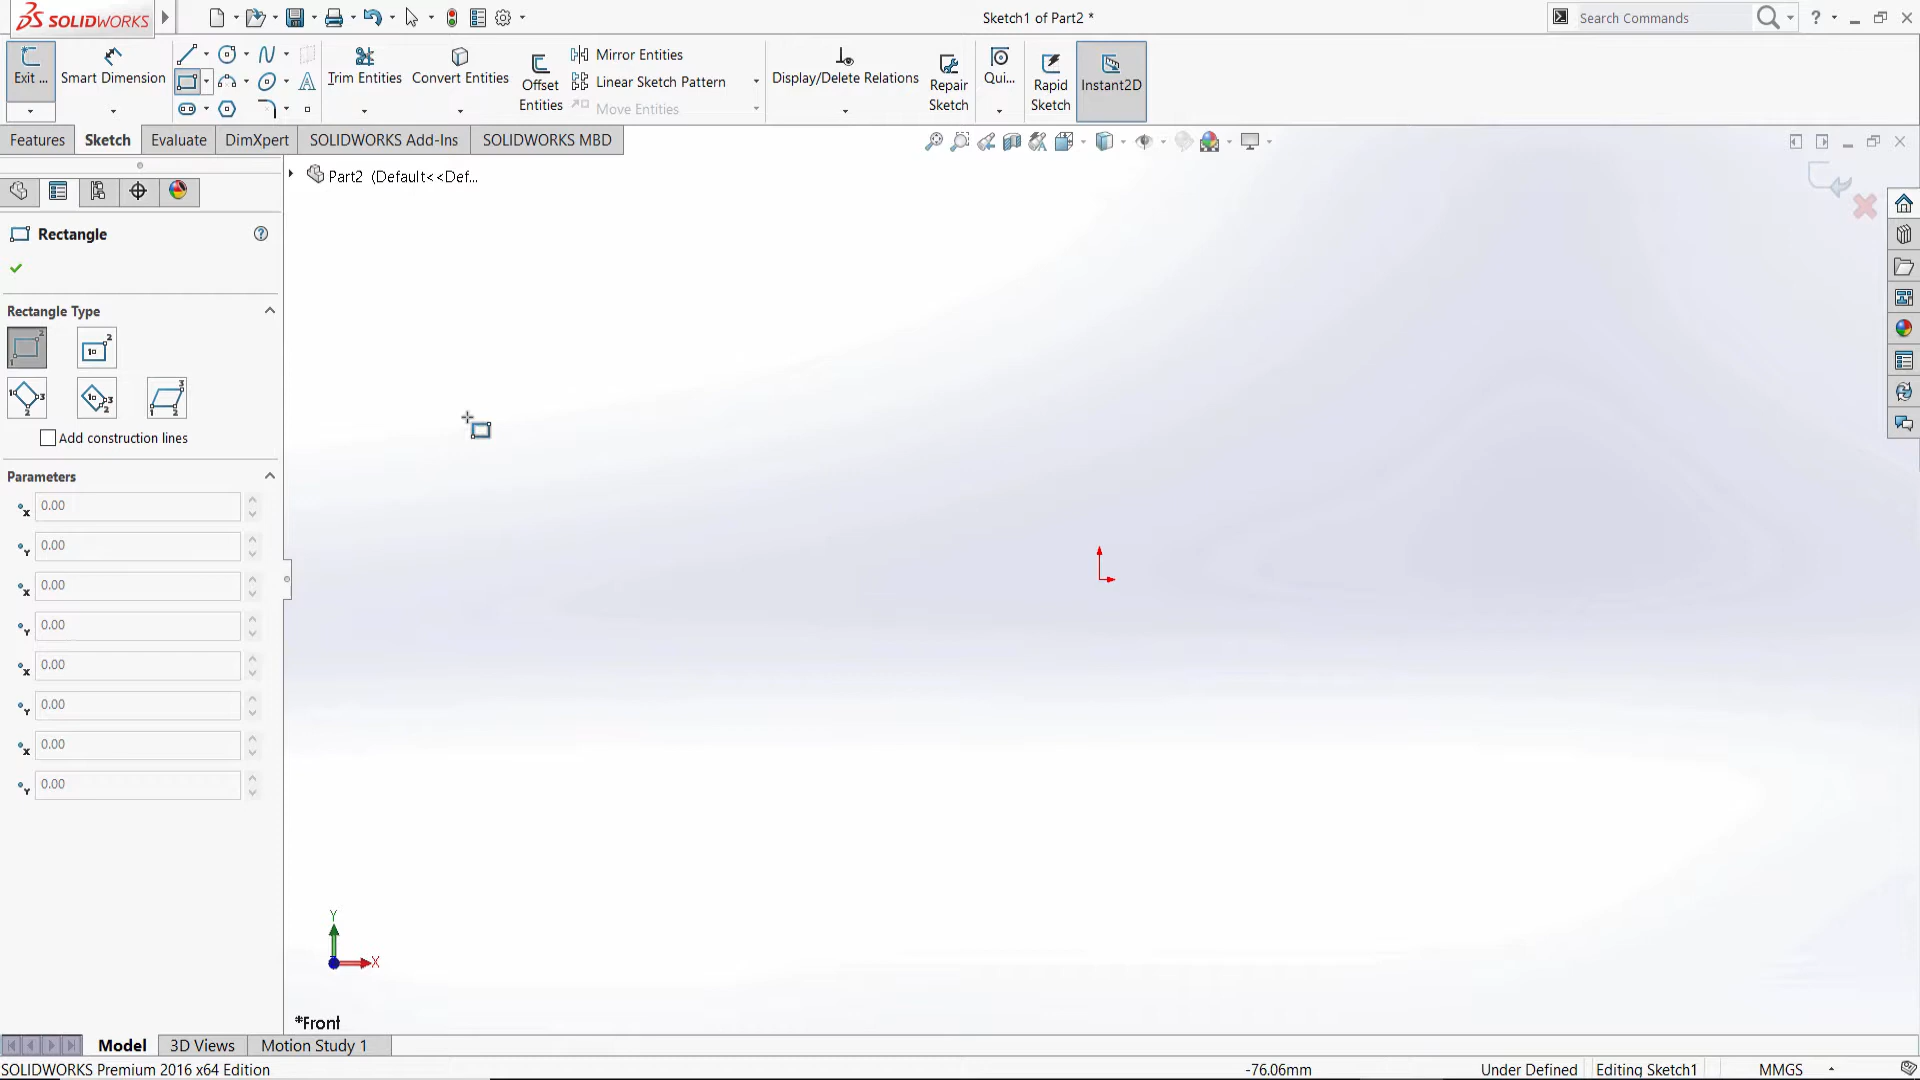 SOLIDWORKS
Sketch1 of Part2 *
Search Commands
?
Exit ...
Smart Dimension
Trim Entities
Convert Entities
Offset
Entities
Mirror Entities
Linear Sketch Pattern
Move Entities
Display/Delete Relations
Repair
Sketch
Qui...
Rapid
Sketch
Instant2D
Features
Sketch
Evaluate
DimXpert
SOLIDWORKS Add-Ins
SOLIDWORKS MBD
Part2 (Default<<Def...
Rectangle
Rectangle Type
Add construction lines
Parameters
x 0.00
Y 0.00
x 0.00
Y 0.00
x 0.00
Y 0.00
x 0.00
Y 0.00
Y
X
*Front
Model
3D Views
Motion Study 1
SOLIDWORKS Premium 2016 x64 Edition
-76.06mm
Under Defined
Editing Sketch1
MMGS